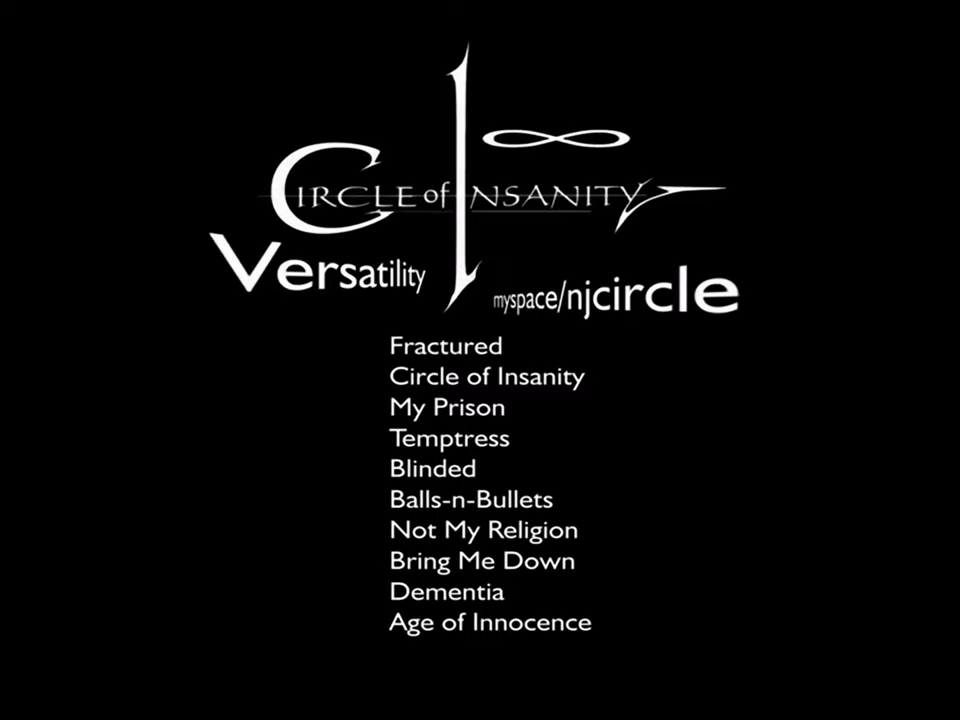 CIRCLE of INSANITY
Versatility
myspace/njcircle
Fractured
Circle of Insanity
My Prison
Temptress
Blinded
Balls-n-Bullets
Not My Religion
Bring Me Down
Dementia
Age of Innocence